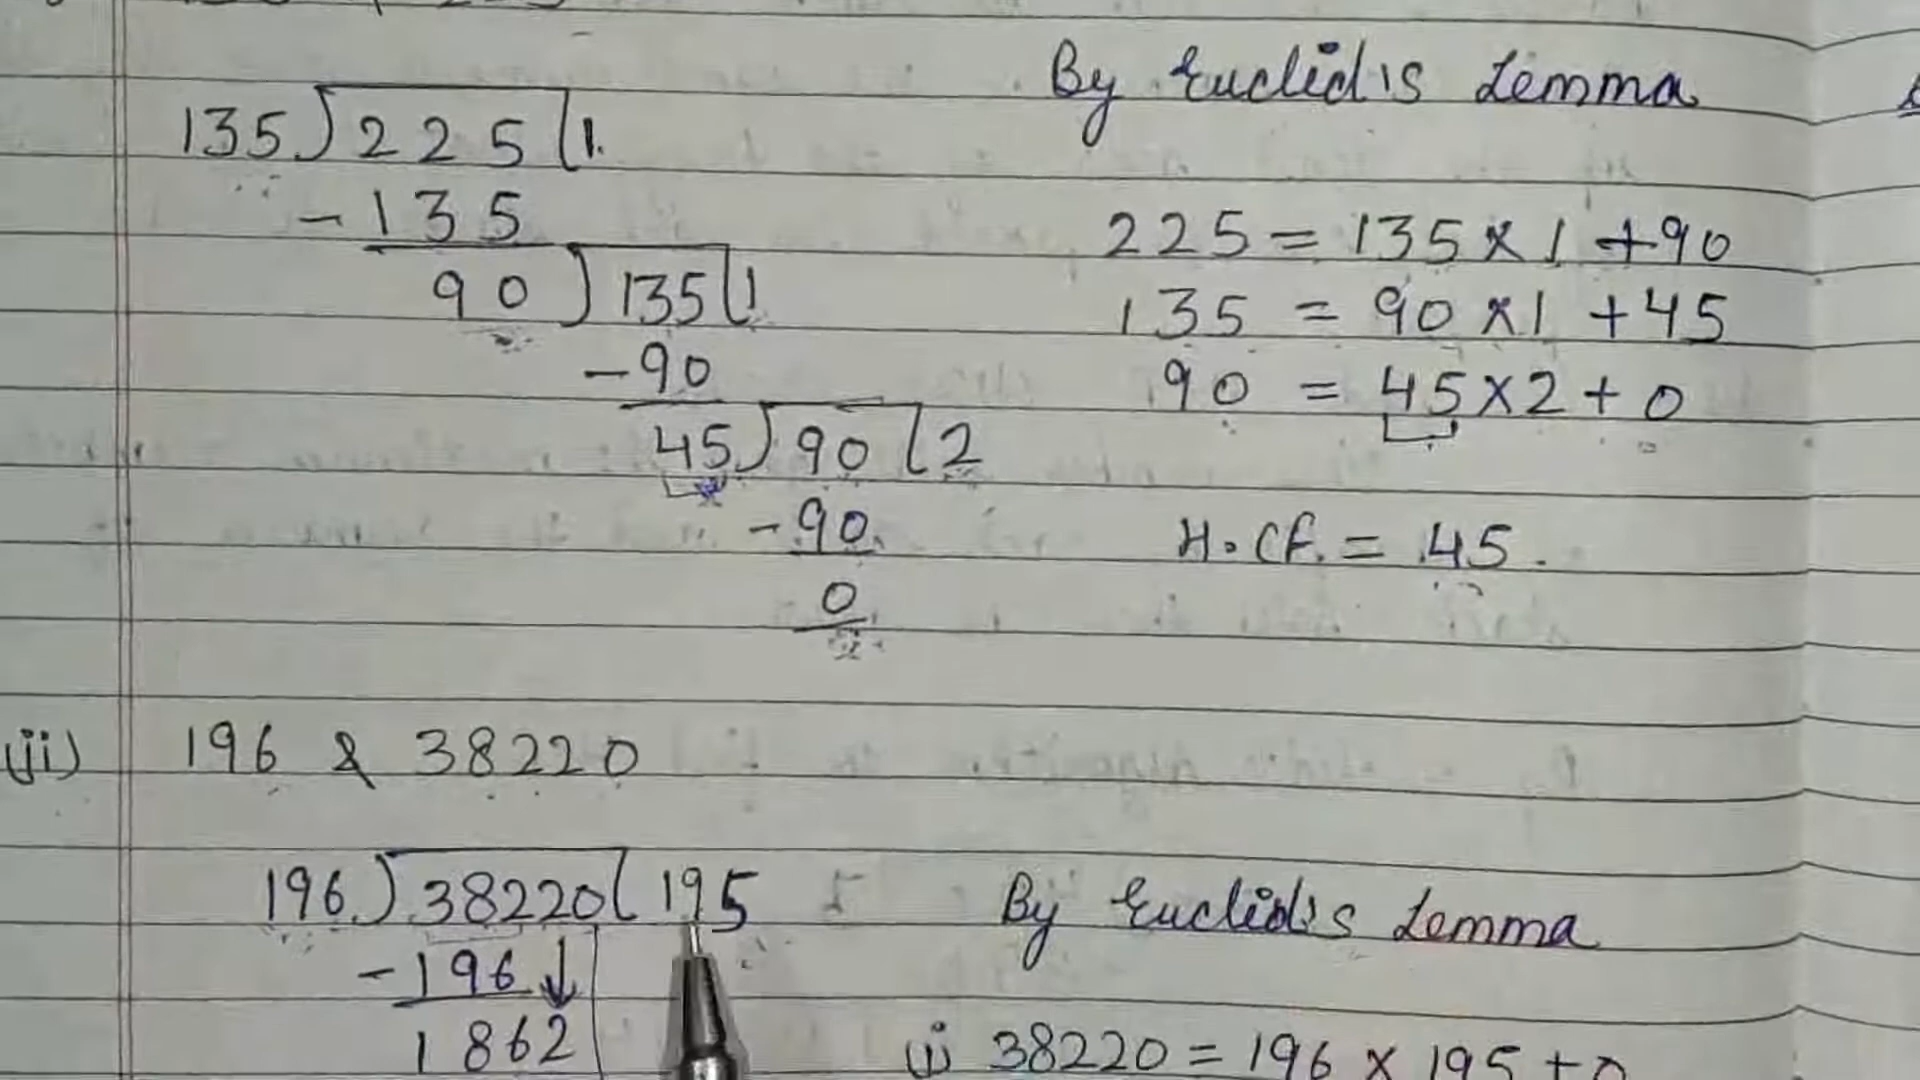 By Euclid's Lemma
135 ) 225 ( 1.
- 135
90 ) 135 ( 1
- 90
45 ) 90 ( 2
- 90
0
225 = 135 × 1 + 90
135 = 90 × 1 + 45
90 = 45 × 2 + 0
H.CF. = 45.
(ii) 196 & 38220
196 ) 38220 ( 195
- 196 ↓
1862
By Euclid's Lemma
(i) 38220 = 196 × 195 + 0